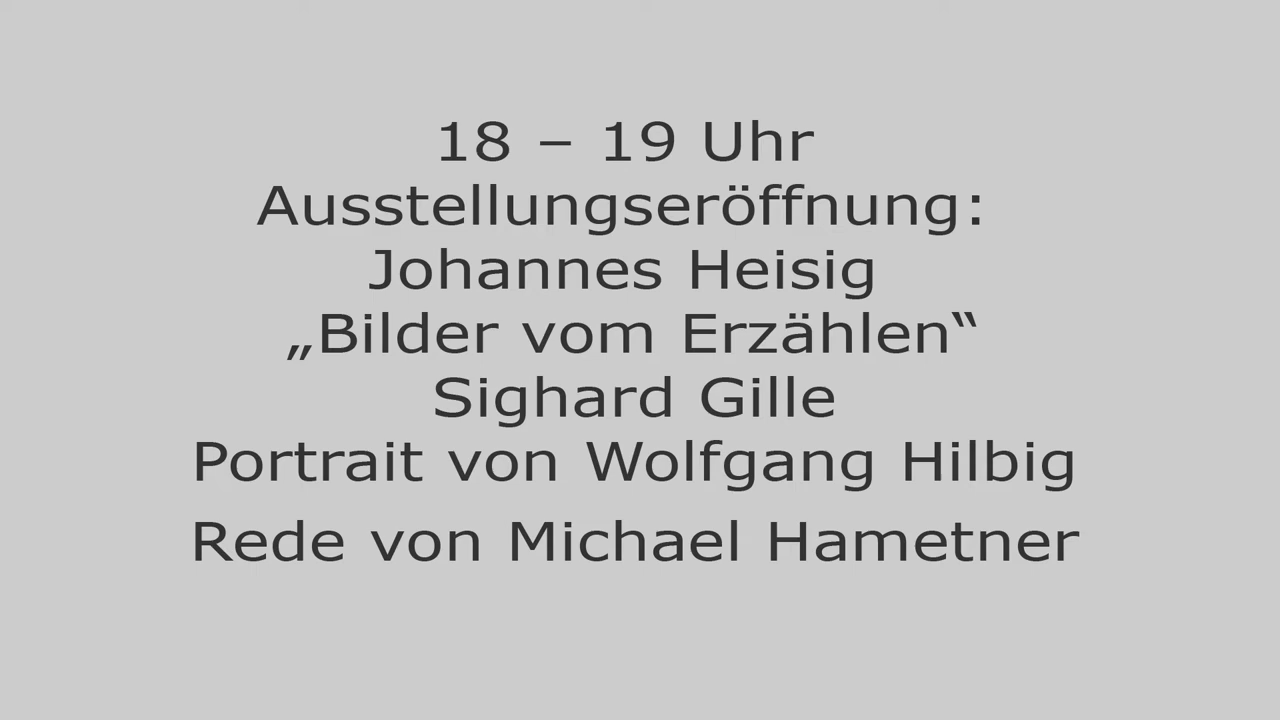 18 – 19 Uhr
Ausstellungseröffnung:
Johannes Heisig
„Bilder vom Erzählen“
Sighard Gille
Portrait von Wolfgang Hilbig
Rede von Michael Hametner